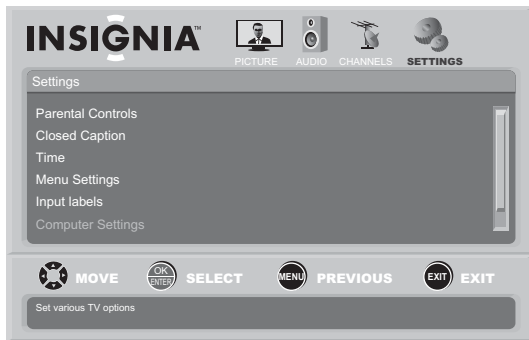 INSIGNIA™
PICTURE AUDIO CHANNELS SETTINGS
Settings
Parental Controls
Closed Caption
Time
Menu Settings
Input labels
Computer Settings
MOVE OK ENTER SELECT MENU PREVIOUS EXIT EXIT
Set various TV options